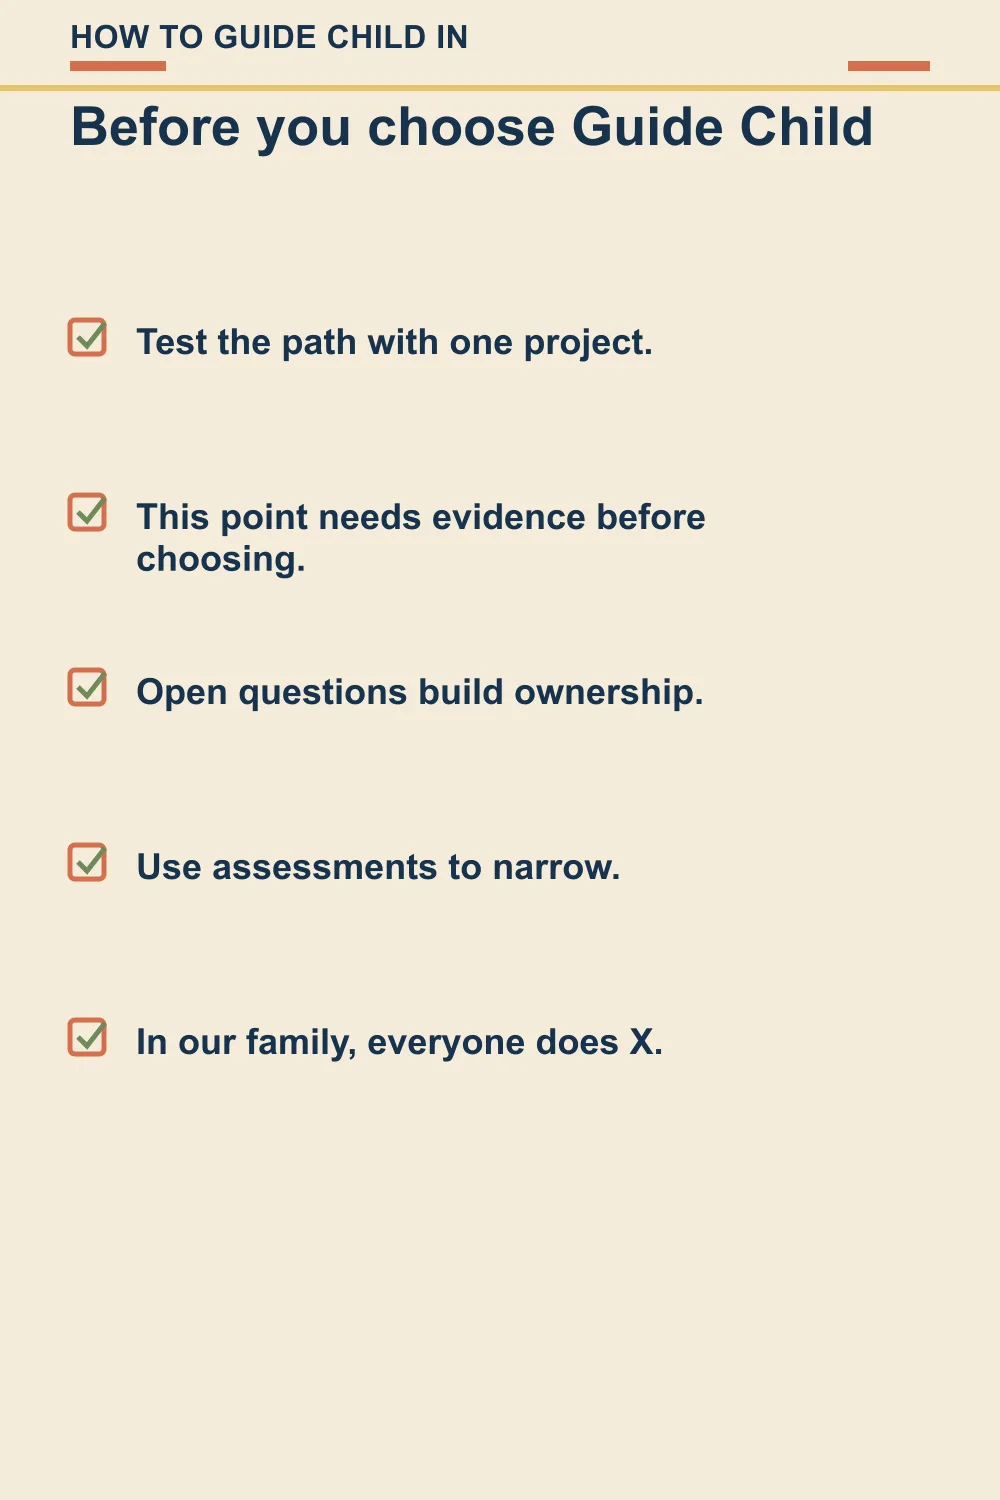 HOW TO GUIDE CHILD IN
Before you choose Guide Child
Test the path with one project.
This point needs evidence before
choosing.
Open questions build ownership.
Use assessments to narrow.
In our family, everyone does X.